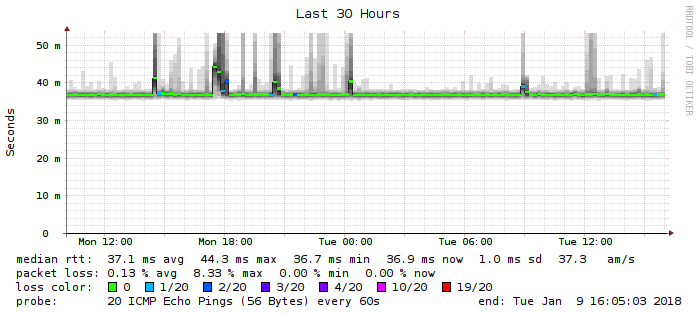 Last 30 Hours
RRDTOOL / TOBI OETIKER
Seconds
50 m
40 m
30 m
20 m
10 m
0
Mon 12:00 Mon 18:00 Tue 00:00 Tue 06:00 Tue 12:00
median rtt: 37.1 ms avg 44.3 ms max 36.7 ms min 36.9 ms now 1.0 ms sd 37.3 am/s
packet loss: 0.13 % avg 8.33 % max 0.00 % min 0.00 % now
loss color: 0 1/20 2/20 3/20 4/20 10/20 19/20
probe: 20 ICMP Echo Pings (56 Bytes) every 60s end: Tue Jan 9 16:05:03 2018